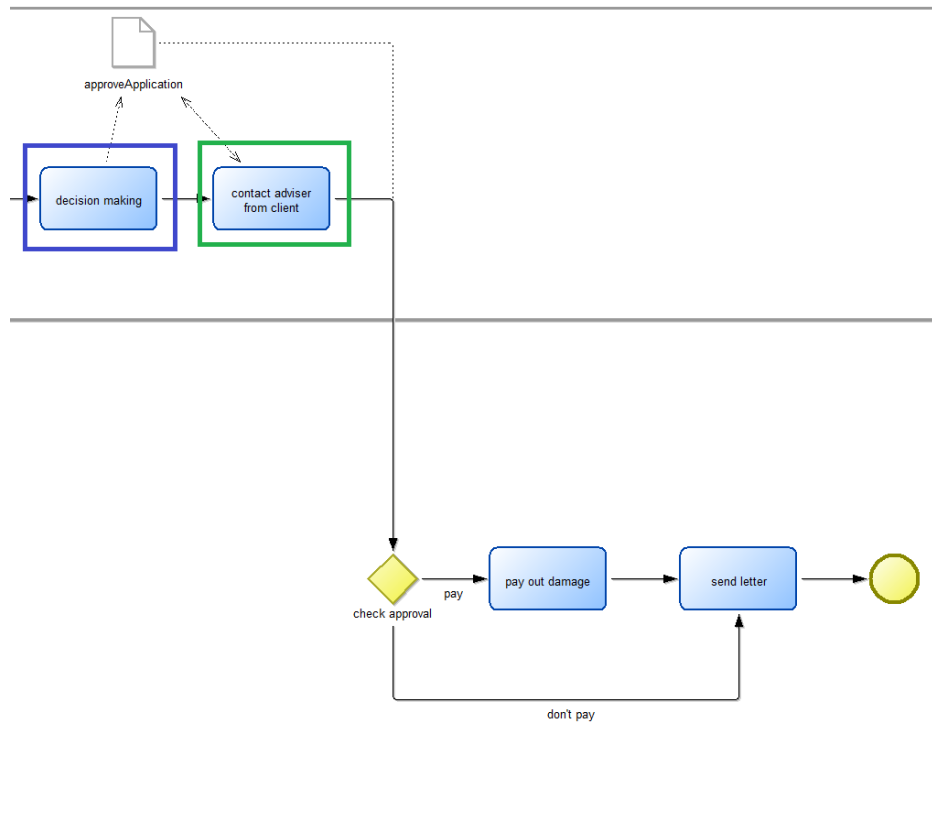 approveApplication
decision making
contact adviser
from client
pay out damage
send letter
pay
check approval
don't pay